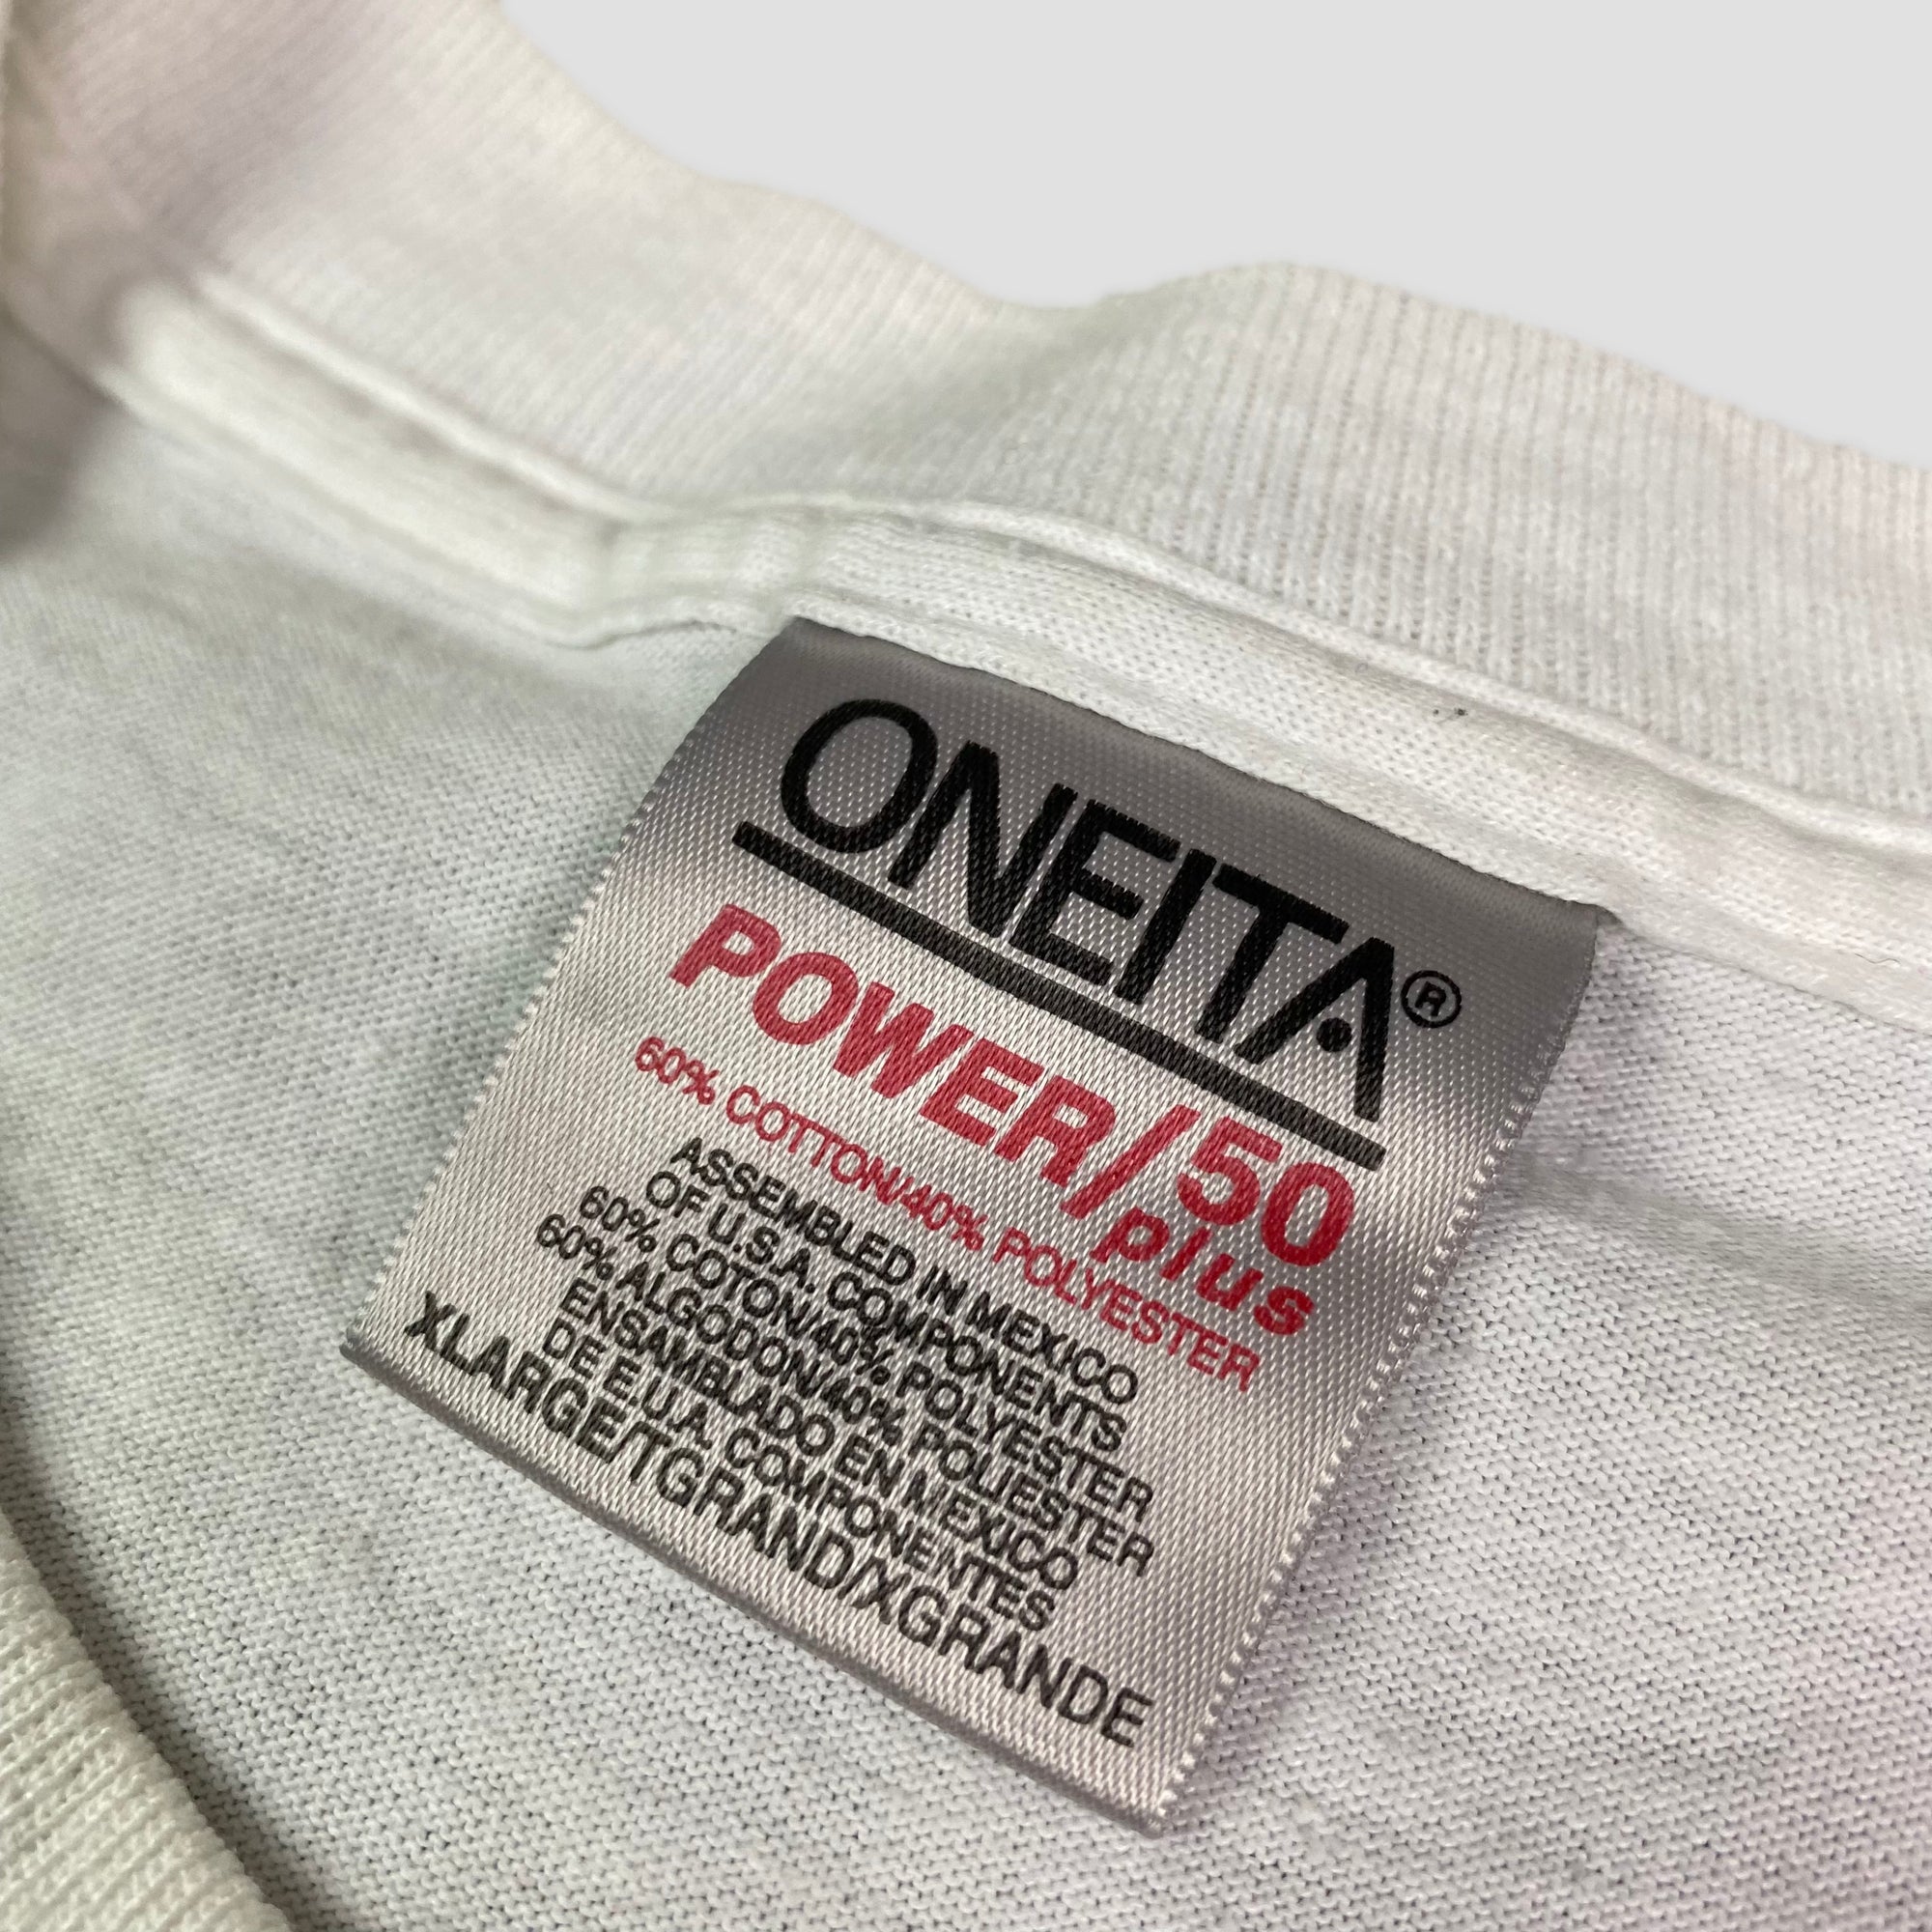 ONEITA®
POWER/50
plus
60% COTTON/40% POLYESTER
ASSEMBLED IN MEXICO
OF U.S.A. COMPONENTS
60% COTON/40% POLYESTER
60% ALGODON/40% POLIESTER
ENSAMBLADO EN MEXICO
DE E.U.A. COMPONENTES
XLARGE/TGRAND/XGRANDE